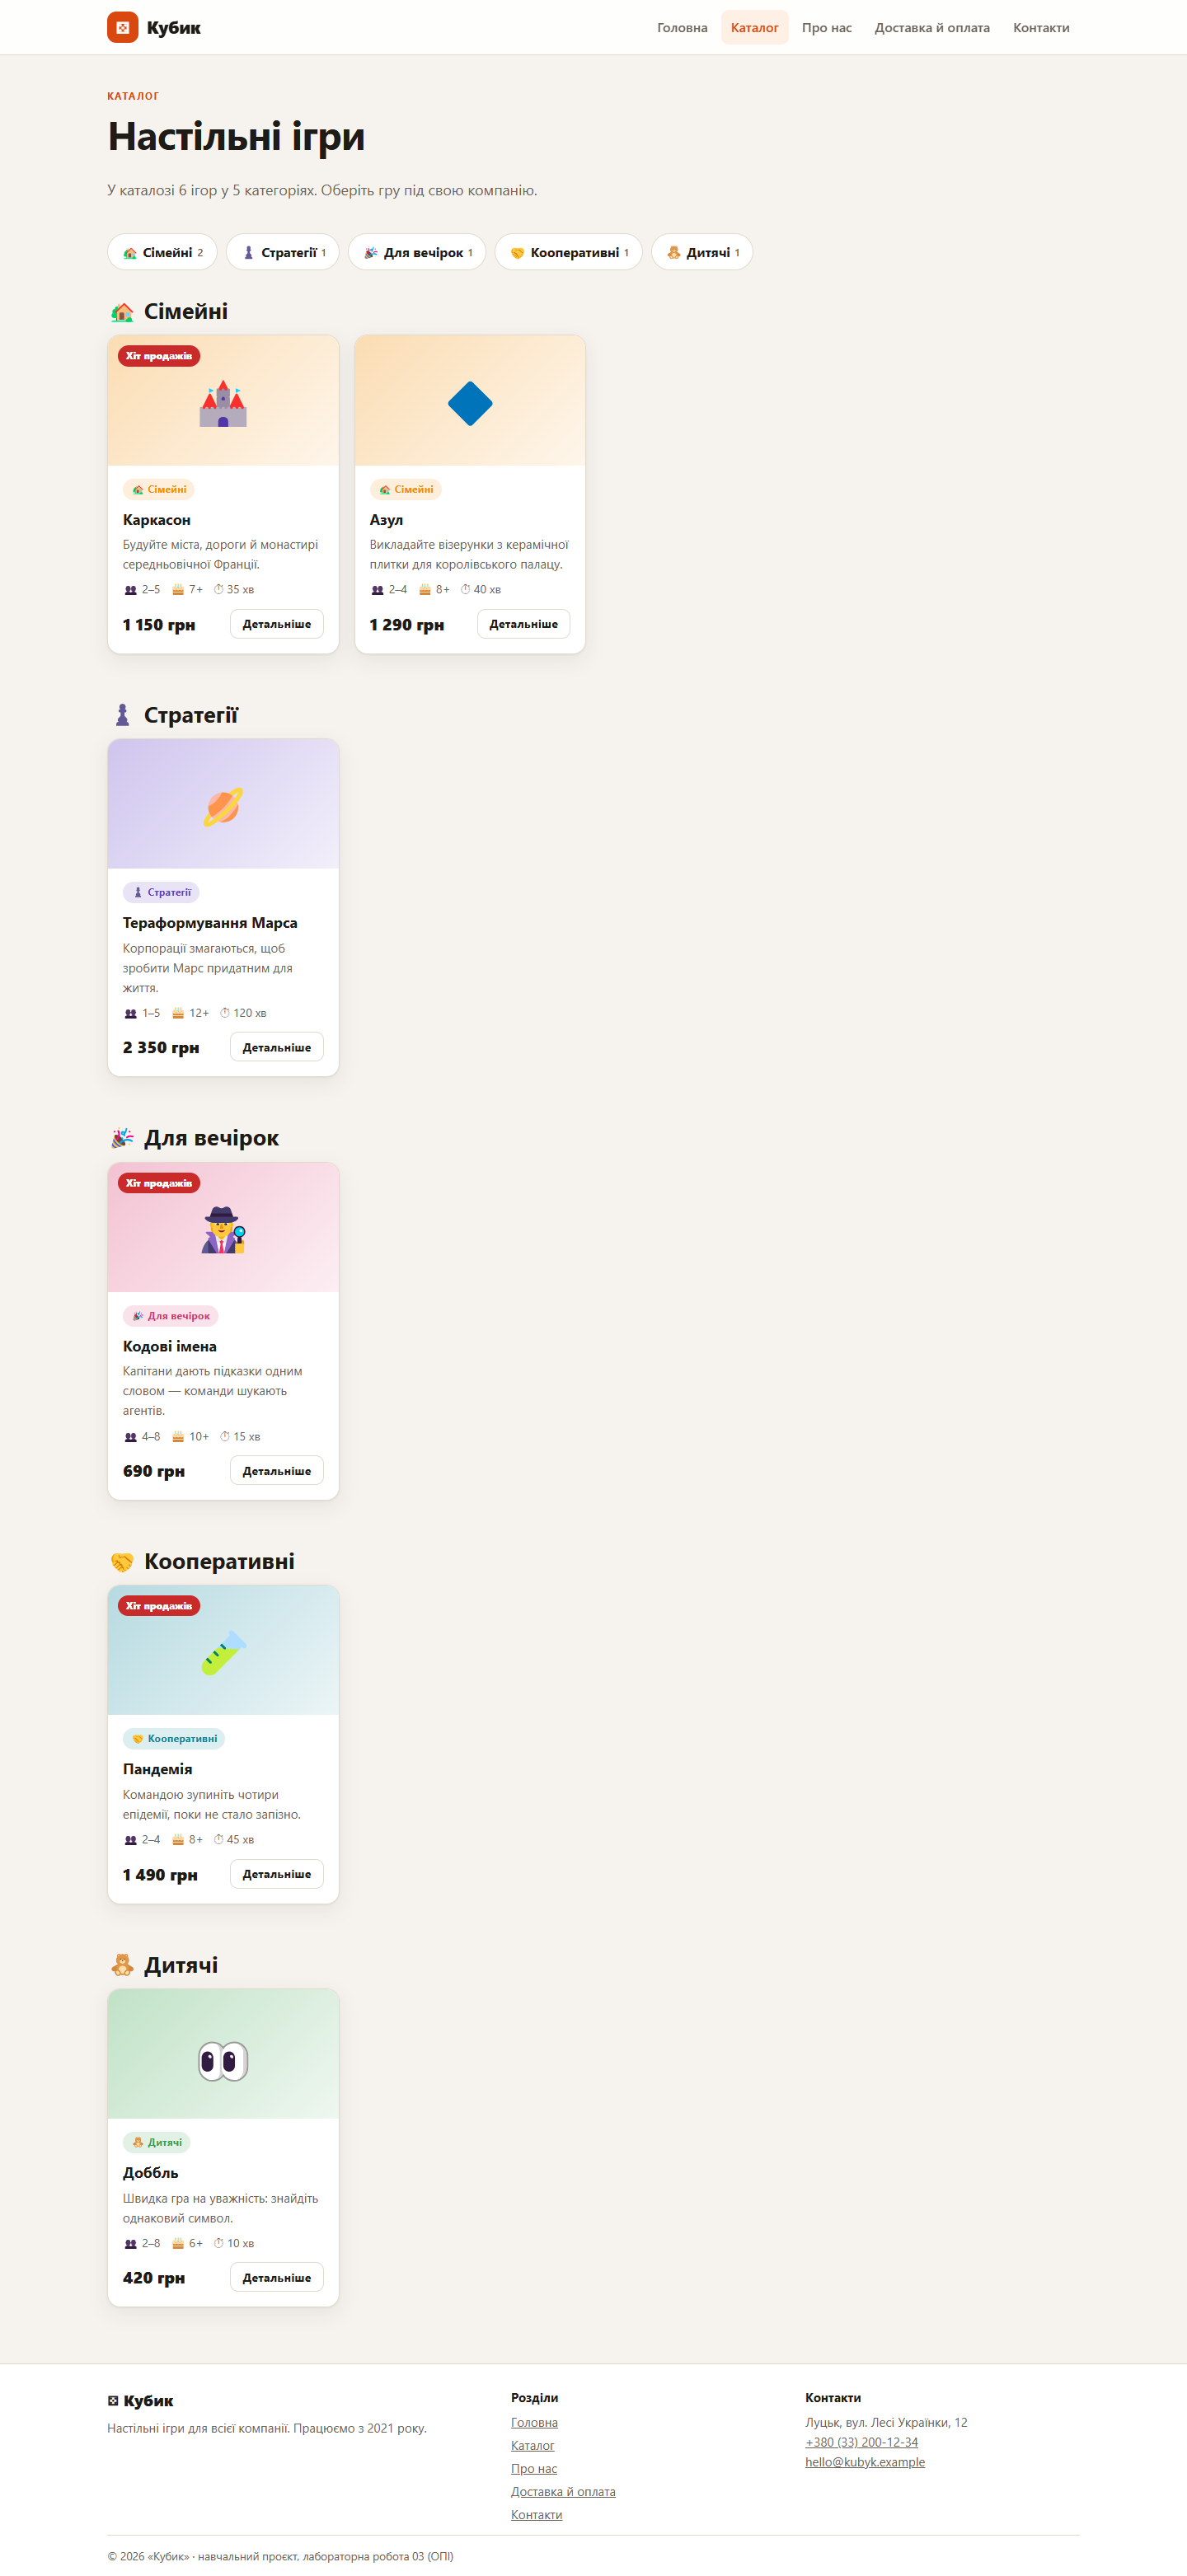 Кубик
Головна
Каталог
Про нас
Доставка й оплата
Контакти
КАТАЛОГ
Настільні ігри
У каталозі 6 ігор у 5 категоріях. Оберіть гру під свою компанію.
Сімейні 2
Стратегії 1
Для вечірок 1
Кооперативні 1
Дитячі 1
Сімейні
Хіт продажів
Сімейні
Каркасон
Будуйте міста, дороги й монастирі
середньовічної Франції.
2–5 7+ 35 хв
1 150 грн
Детальніше
Сімейні
Азул
Викладайте візерунки з керамічної
плитки для королівського палацу.
2–4 8+ 40 хв
1 290 грн
Детальніше
Стратегії
Стратегії
Тераформування Марса
Корпорації змагаються, щоб
зробити Марс придатним для
життя.
1–5 12+ 120 хв
2 350 грн
Детальніше
Для вечірок
Хіт продажів
Для вечірок
Кодові імена
Капітани дають підказки одним
словом — команди шукають
агентів.
4–8 10+ 15 хв
690 грн
Детальніше
Кооперативні
Хіт продажів
Кооперативні
Пандемія
Командою зупиніть чотири
епідемії, поки не стало запізно.
2–4 8+ 45 хв
1 490 грн
Детальніше
Дитячі
Дитячі
Доббль
Швидка гра на уважність: знайдіть
однаковий символ.
2–8 6+ 10 хв
420 грн
Детальніше
Кубик
Настільні ігри для всієї компанії. Працюємо з 2021 року.
Розділи
Головна
Каталог
Про нас
Доставка й оплата
Контакти
Контакти
Луцьк, вул. Лесі Українки, 12
+380 (33) 200-12-34
hello@kubyk.example
© 2026 «Кубик» · навчальний проєкт, лабораторна робота 03 (ОПІ)